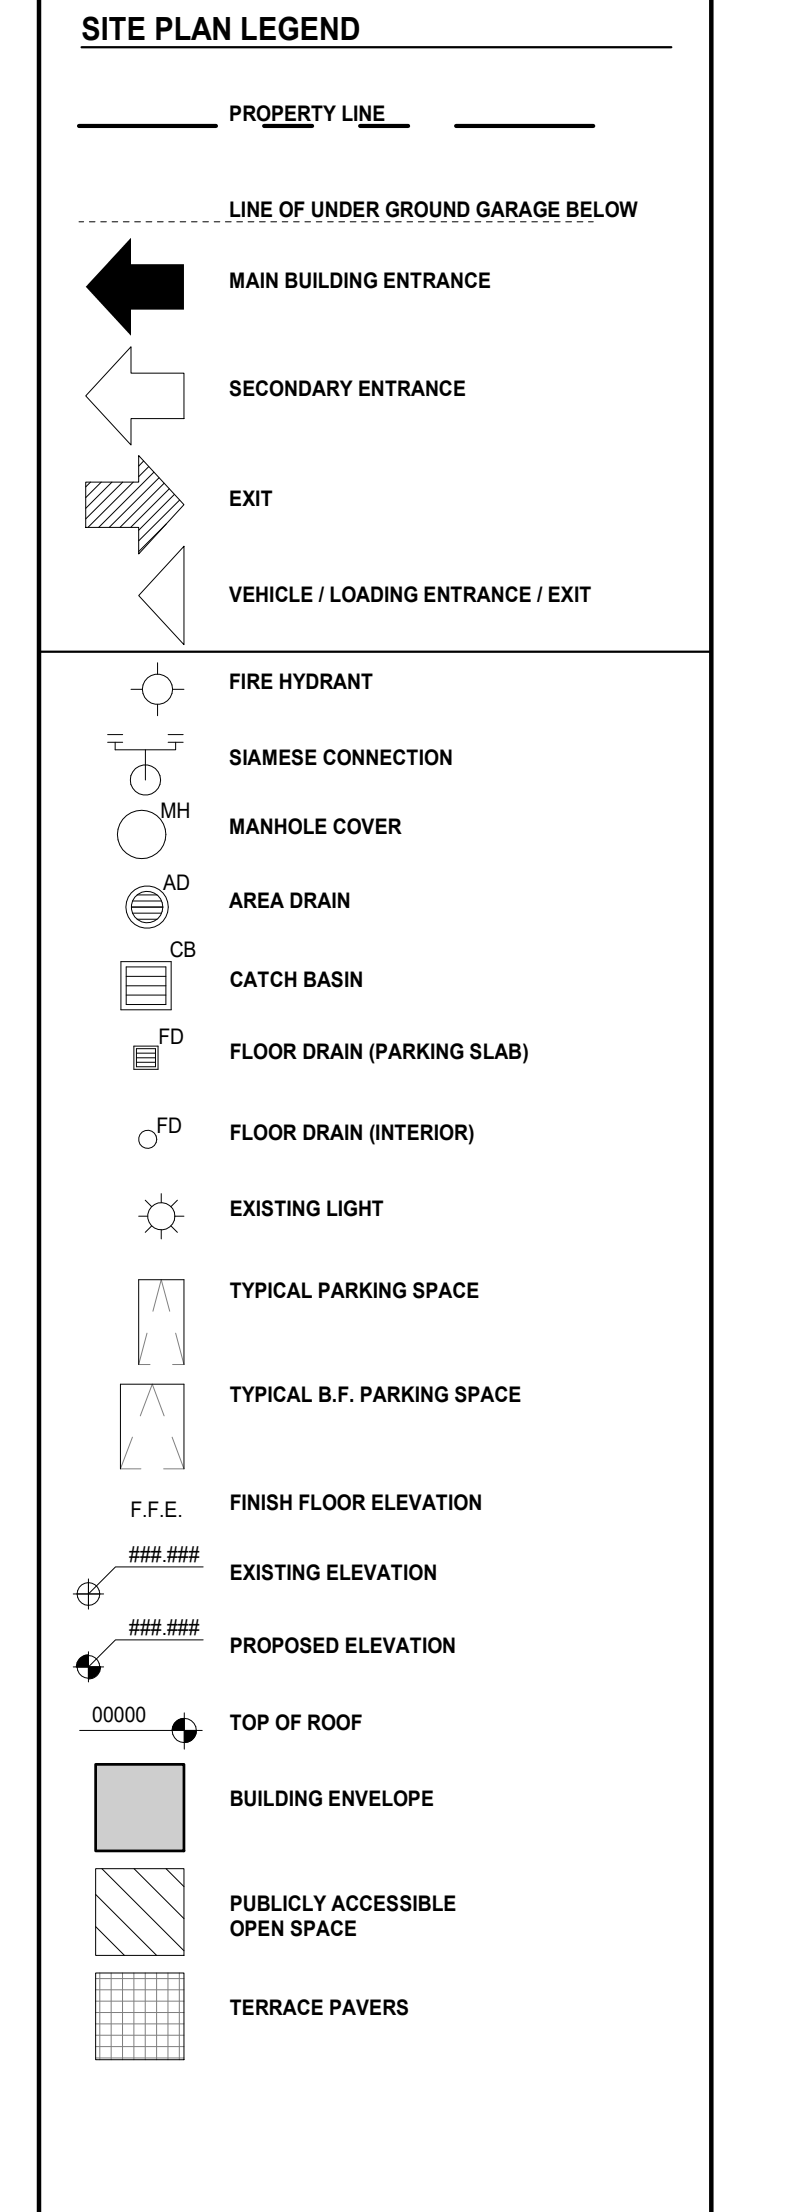 SITE PLAN LEGEND
PROPERTY LINE
LINE OF UNDER GROUND GARAGE BELOW
MAIN BUILDING ENTRANCE
SECONDARY ENTRANCE
EXIT
VEHICLE / LOADING ENTRANCE / EXIT
FIRE HYDRANT
SIAMESE CONNECTION
MH
MANHOLE COVER
AD
AREA DRAIN
CB
CATCH BASIN
FD
FLOOR DRAIN (PARKING SLAB)
FD
FLOOR DRAIN (INTERIOR)
EXISTING LIGHT
TYPICAL PARKING SPACE
TYPICAL B.F. PARKING SPACE
F.F.E.
FINISH FLOOR ELEVATION
###.###
EXISTING ELEVATION
###.###
PROPOSED ELEVATION
00000
TOP OF ROOF
BUILDING ENVELOPE
PUBLICLY ACCESSIBLE
OPEN SPACE
TERRACE PAVERS